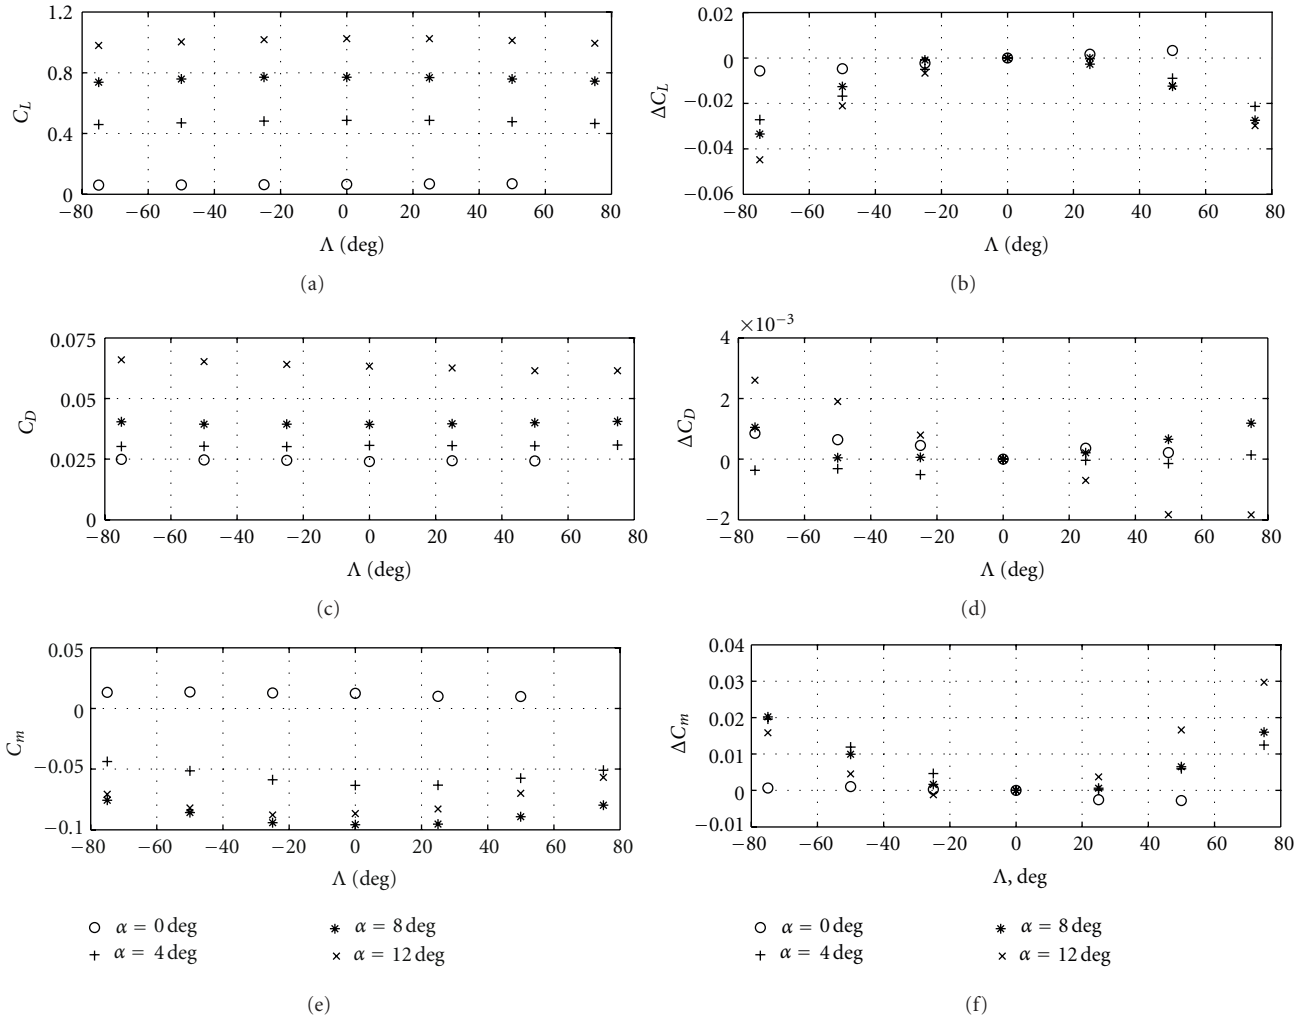 1.2
0.8
0.4
0
C_L
−80 −60 −40 −20 0 20 40 60 80
Λ (deg)
(a)
0.02
0
−0.02
−0.04
−0.06
ΔC_L
−80 −60 −40 −20 0 20 40 60 80
Λ (deg)
(b)
0.075
0.05
0.025
0
C_D
−80 −60 −40 −20 0 20 40 60 80
Λ (deg)
(c)
×10⁻³
4
2
0
−2
ΔC_D
−80 −60 −40 −20 0 20 40 60 80
Λ (deg)
(d)
0.05
0
−0.05
−0.1
C_m
−80 −60 −40 −20 0 20 40 60 80
Λ (deg)
α = 0 deg
α = 4 deg
α = 8 deg
α = 12 deg
(e)
0.04
0.03
0.02
0.01
0
−0.01
ΔC_m
−80 −60 −40 −20 0 20 40 60 80
Λ, deg
α = 0 deg
α = 4 deg
α = 8 deg
α = 12 deg
(f)